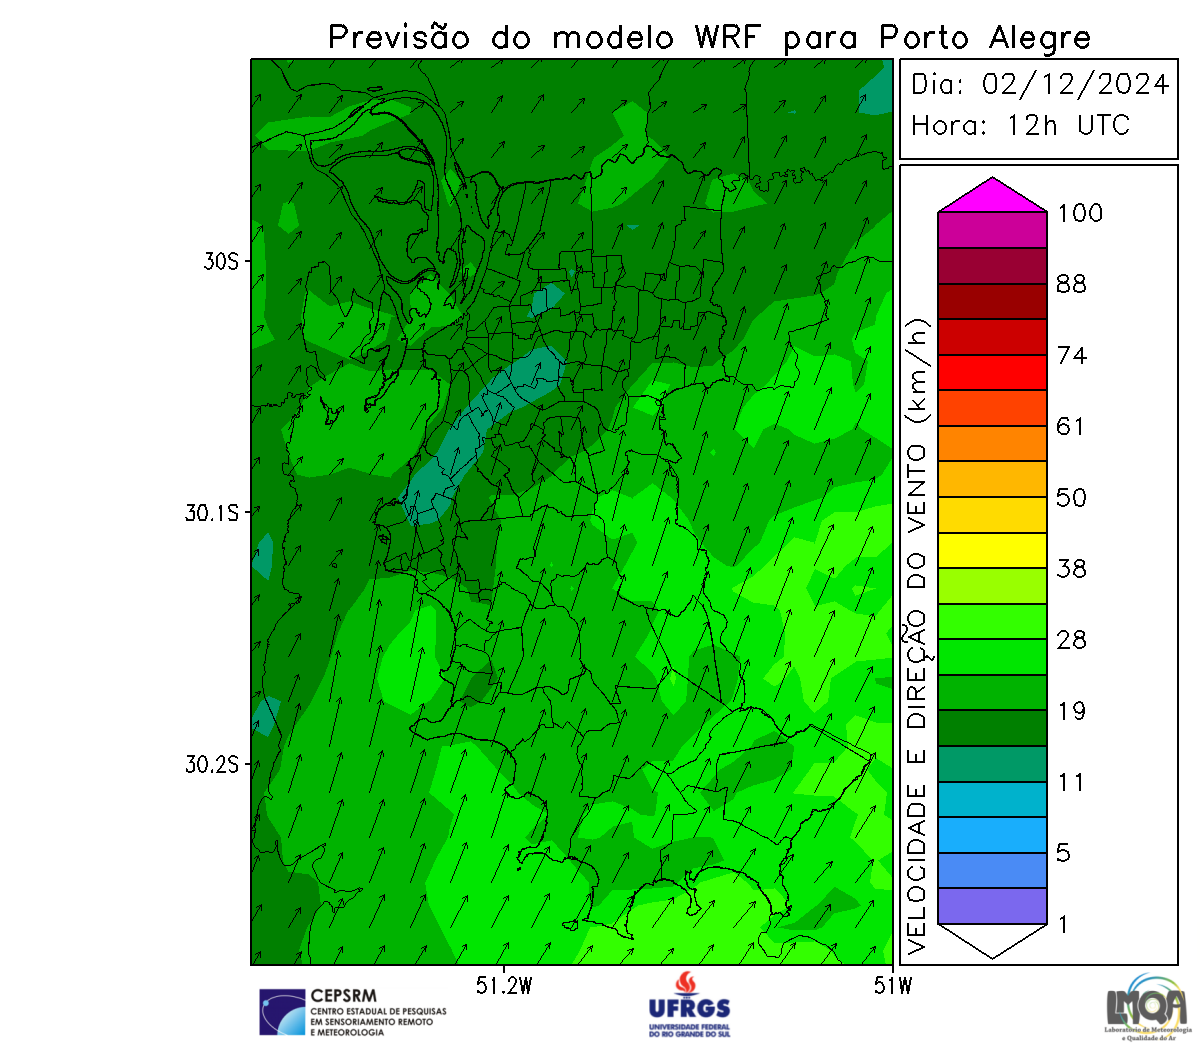 Previsão do modelo WRF para Porto Alegre
Dia: 02/12/2024
Hora: 12h UTC
30S
30.1S
30.2S
51.2W
51W
VELOCIDADE E DIREÇÃO DO VENTO (km/h)
100
88
74
61
50
38
28
19
11
5
1
CEPSRM
CENTRO ESTADUAL DE PESQUISAS
EM SENSORIAMENTO REMOTO
E METEOROLOGIA
UFRGS
UNIVERSIDADE FEDERAL
DO RIO GRANDE DO SUL
LMQA
Laboratório de Meteorologia
e Qualidade do Ar